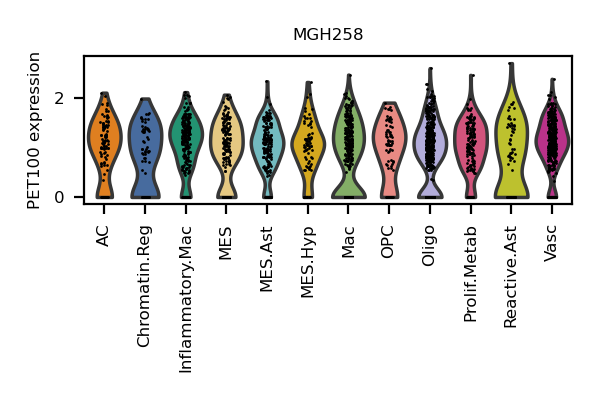 MGH258
PET100 expression
2
0
AC
Chromatin.Reg
Inflammatory.Mac
MES
MES.Ast
MES.Hyp
Mac
OPC
Oligo
Prolif.Metab
Reactive.Ast
Vasc